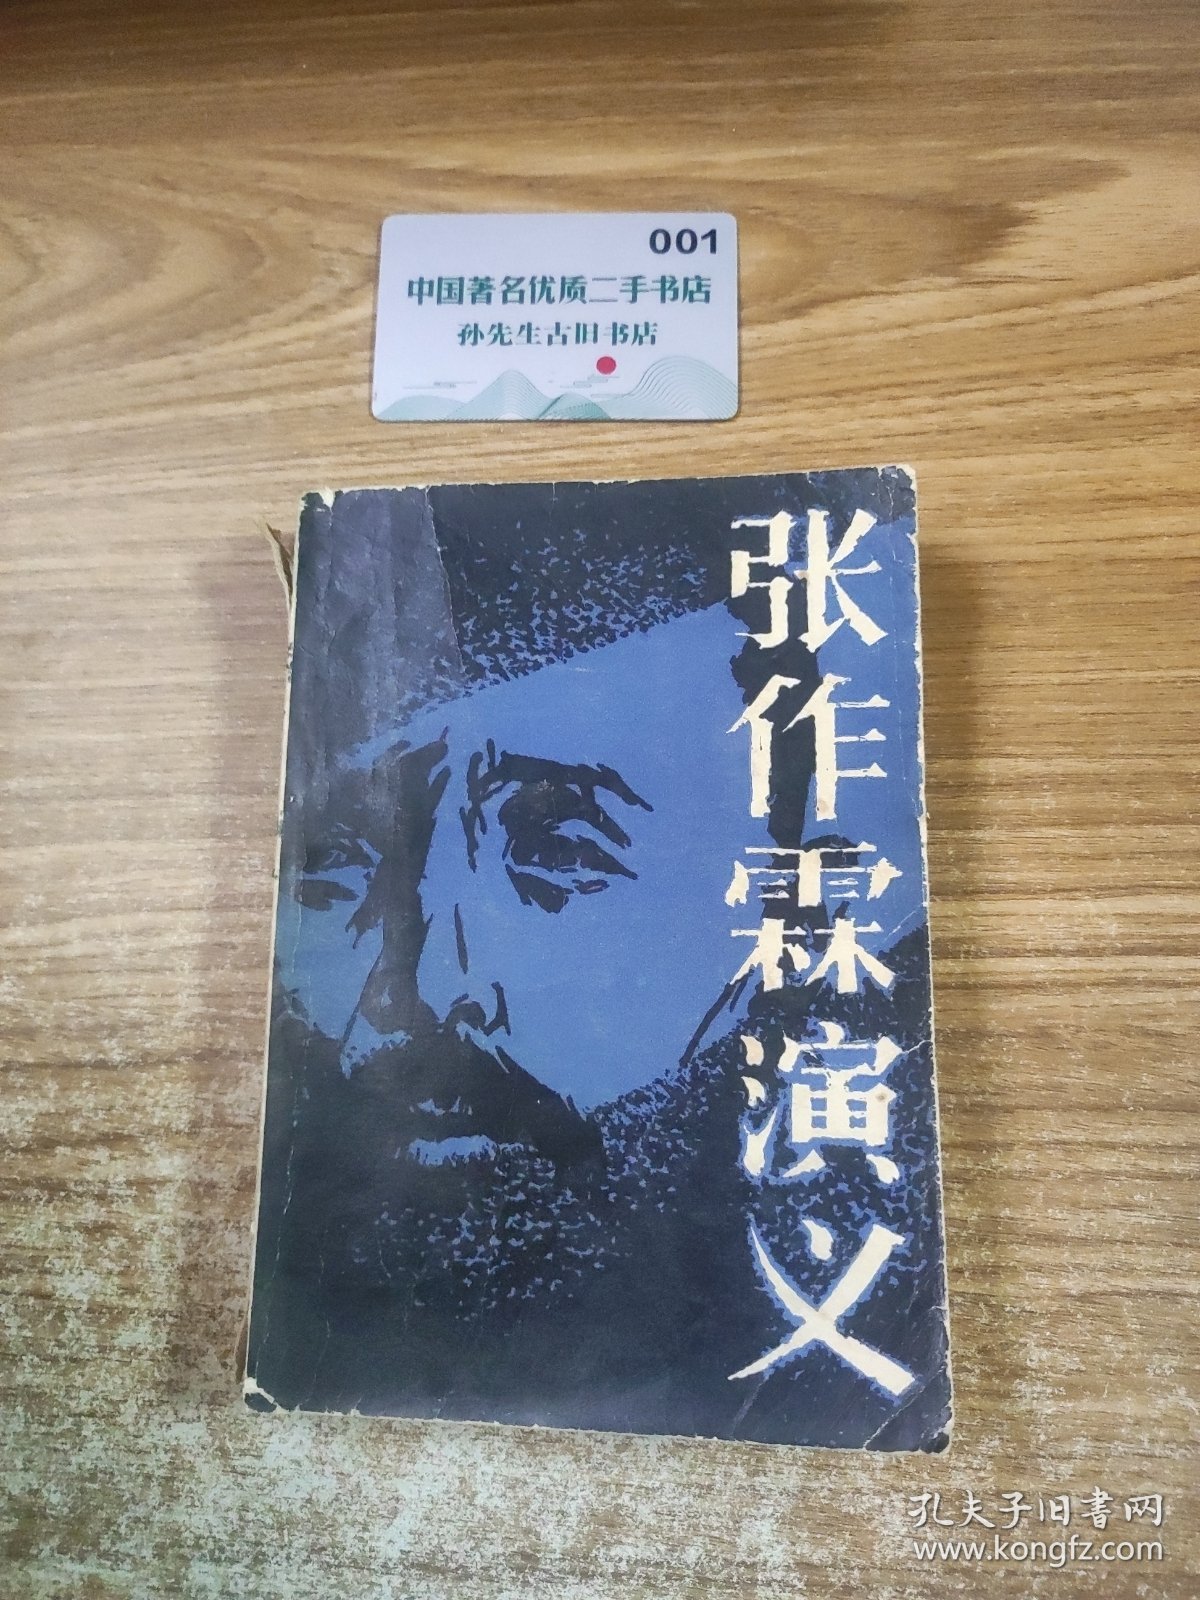 001
中国著名优质二手书店
孙先生古旧书店
张作霖演义
孔夫子旧书网
www.kongfz.com